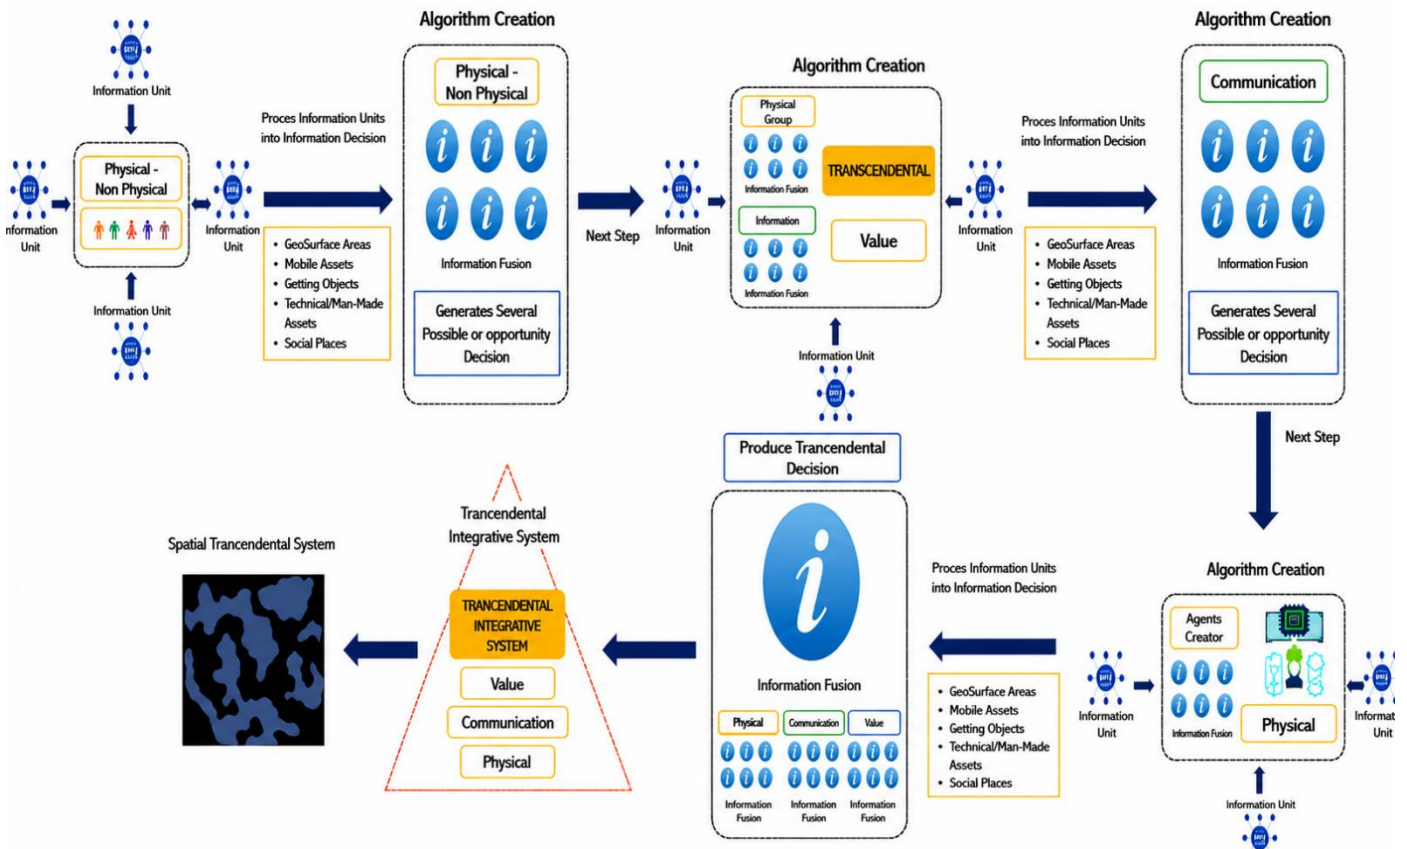 Algorithm Creation
Information Unit
Physical -
Non Physical
Information
Unit
Information
Unit
Information Unit
Proces Information Units
into Information Decision
• GeoSurface Areas
• Mobile Assets
• Getting Objects
• Technical/Man-Made
Assets
• Social Places
Physical -
Non Physical
Information Fusion
Generates Several
Possible or opportunity
Decision
Next Step
Algorithm Creation
Information
Unit
Physical
Group
Information Fusion
Information
Information Fusion
TRANSCENDENTAL
Value
Information
Unit
Information Unit
Proces Information Units
into Information Decision
• GeoSurface Areas
• Mobile Assets
• Getting Objects
• Technical/Man-Made
Assets
• Social Places
Algorithm Creation
Communication
Information Fusion
Generates Several
Possible or opportunity
Decision
Next Step
Algorithm Creation
Agents
Creator
Information Fusion
Physical
Information
Unit
Informat
Unit
Information Unit
Proces Information Units
into Information Decision
• GeoSurface Areas
• Mobile Assets
• Getting Objects
• Technical/Man-Made
Assets
• Social Places
Produce Trancendental
Decision
Information Fusion
Physical
Communication
Value
Information
Fusion
Information
Fusion
Information
Fusion
Trancendental
Integrative System
TRANCENDENTAL
INTEGRATIVE
SYSTEM
Value
Communication
Physical
Spatial Trancendental System